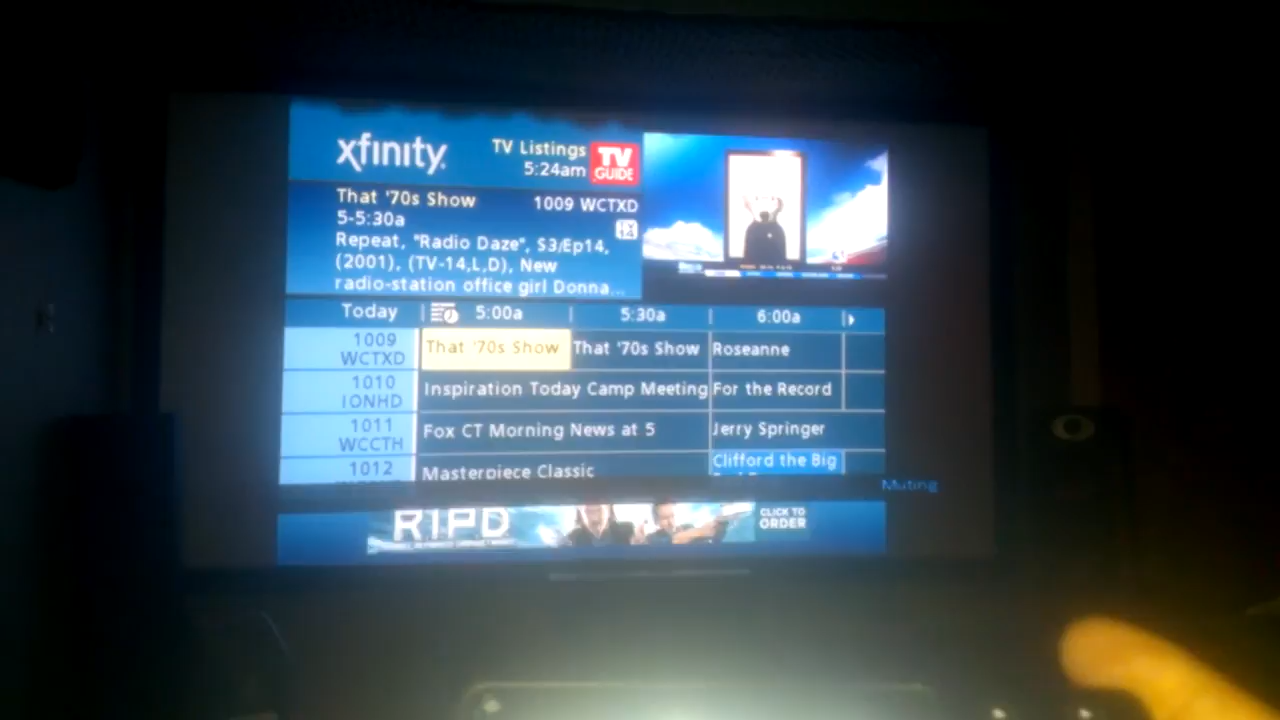 xfinity
TV Listings
5:24am
TV
GUIDE
That '70s Show
1009 WCTXD
5-5:30a
TV
14
Repeat, "Radio Daze", S3/Ep14,
(2001), (TV-14,L,D), New
radio-station office girl Donna...
Today
5:00a
5:30a
6:00a
1009
WCTXD
That '70s Show
That '70s Show
Roseanne
1010
IONHD
Inspiration Today Camp Meeting
For the Record
1011
WCCTH
Fox CT Morning News at 5
Jerry Springer
1012
Masterpiece Classic
Clifford the Big
Muting
R.I.P.D
CLICK TO
ORDER